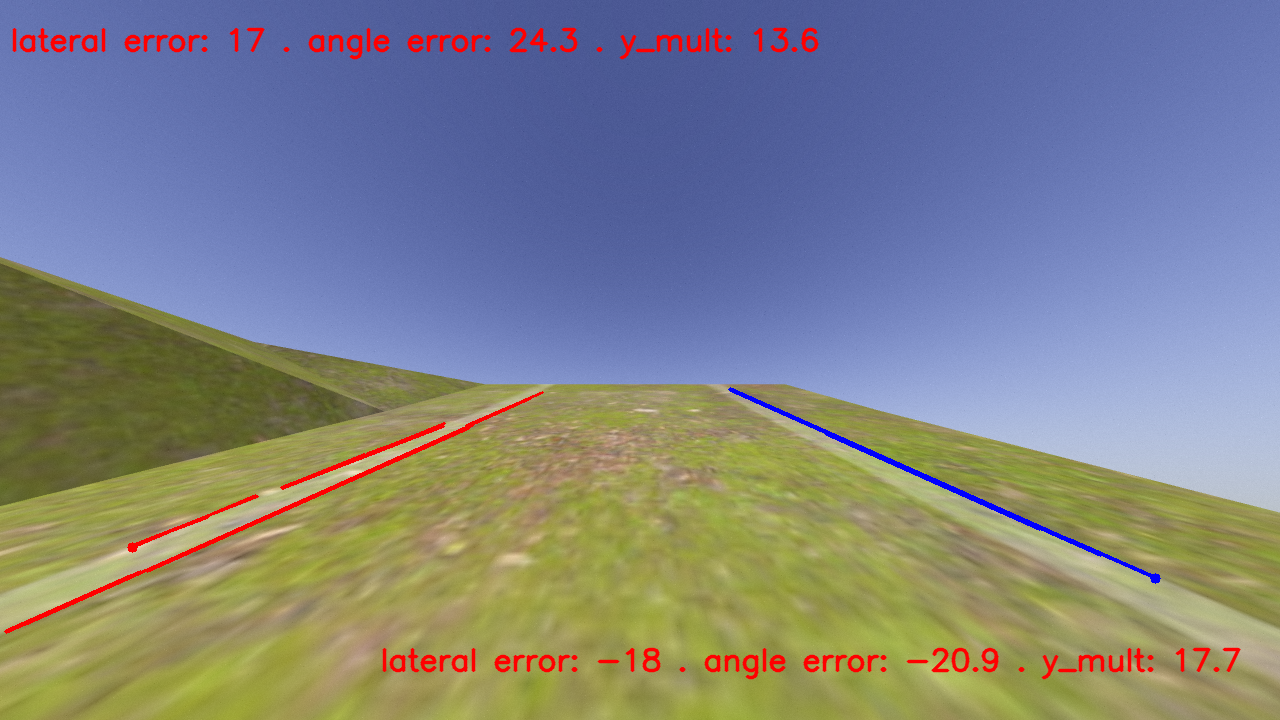 lateral error: 17 . angle error: 24.3 . y_mult: 13.6
lateral error: -18 . angle error: -20.9 . y_mult: 17.7